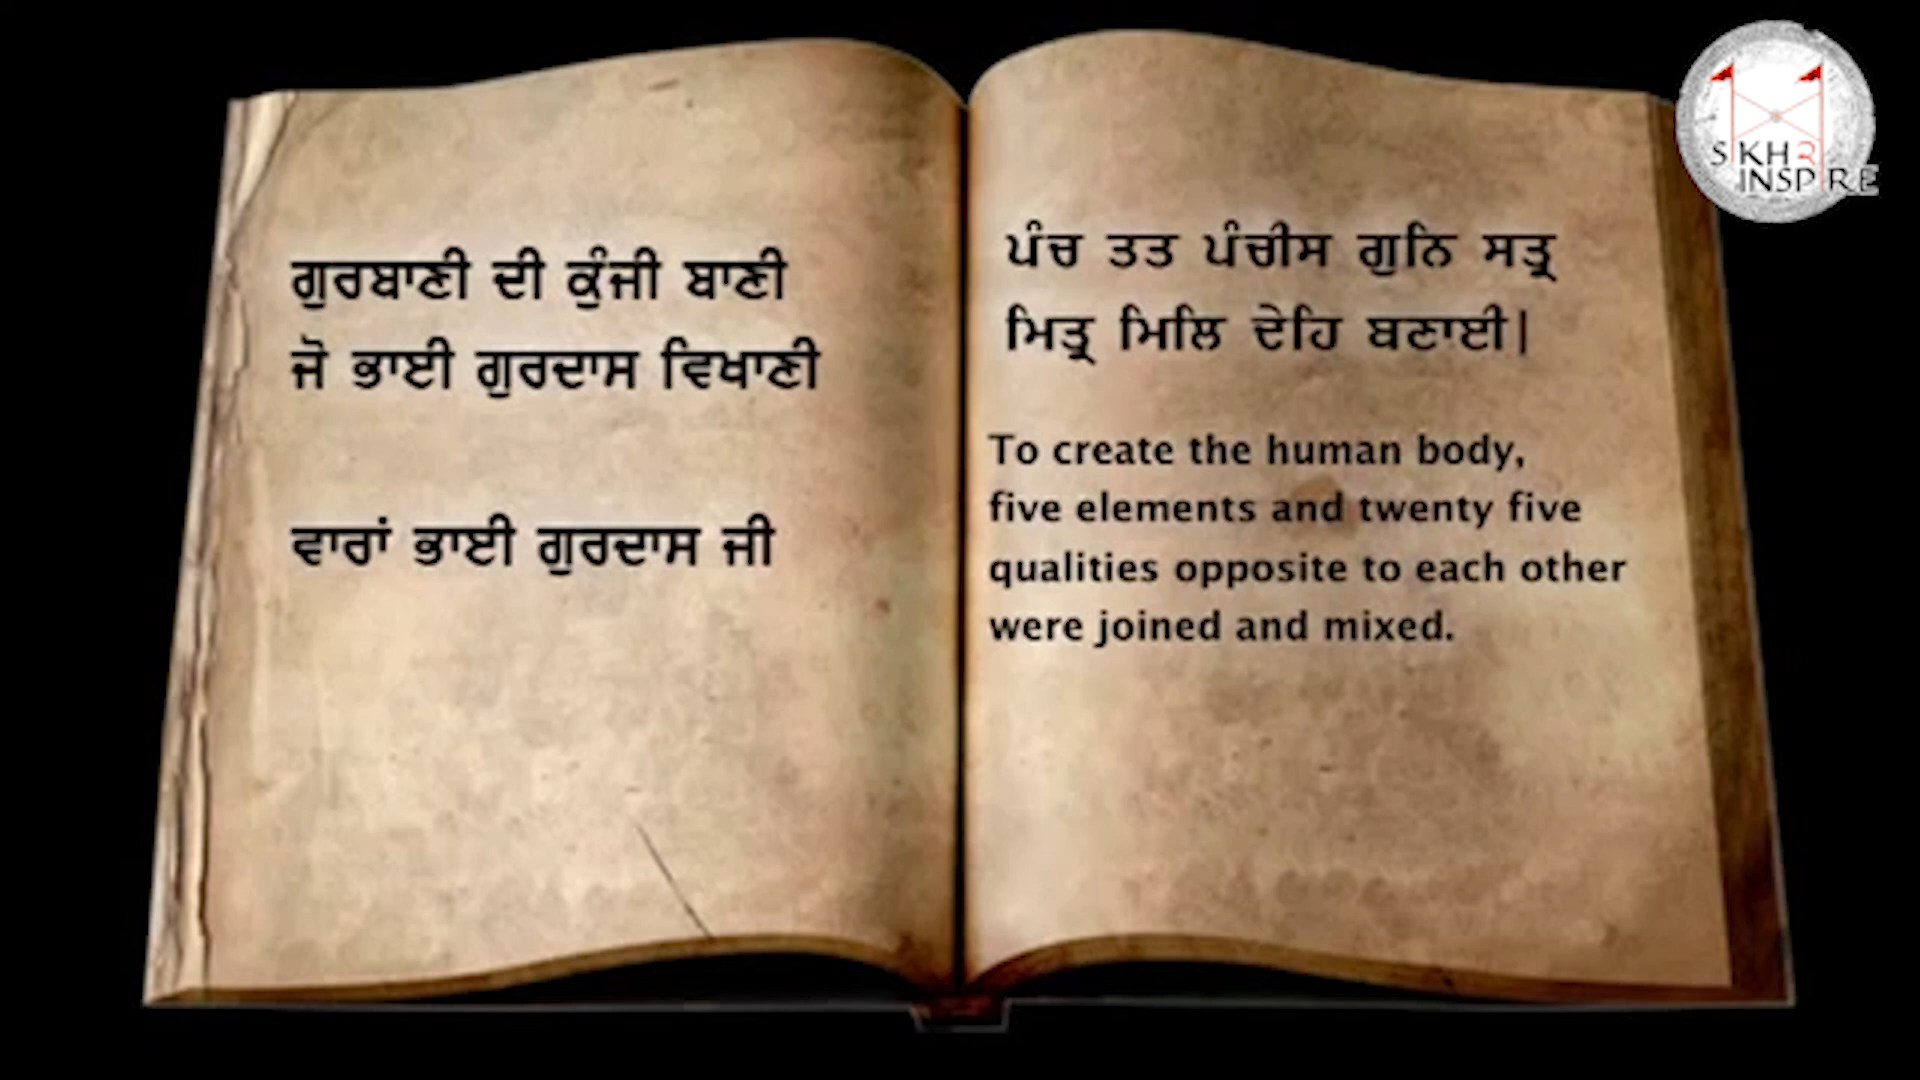 ਗੁਰਬਾਣੀ ਦੀ ਕੁੰਜੀ ਬਾਣੀ
ਜੋ ਭਾਈ ਗੁਰਦਾਸ ਵਿਖਾਣੀ
ਵਾਰਾਂ ਭਾਈ ਗੁਰਦਾਸ ਜੀ
ਪੰਚ ਤਤ ਪੰਚੀਸ ਗੁਨਿ ਸਤ੍ਰ
ਮਿਤ੍ਰ ਮਿਲਿ ਦੇਹਿ ਬਣਾਈ|
To create the human body,
five elements and twenty five
qualities opposite to each other
were joined and mixed.
SIKHR
INSPIRE